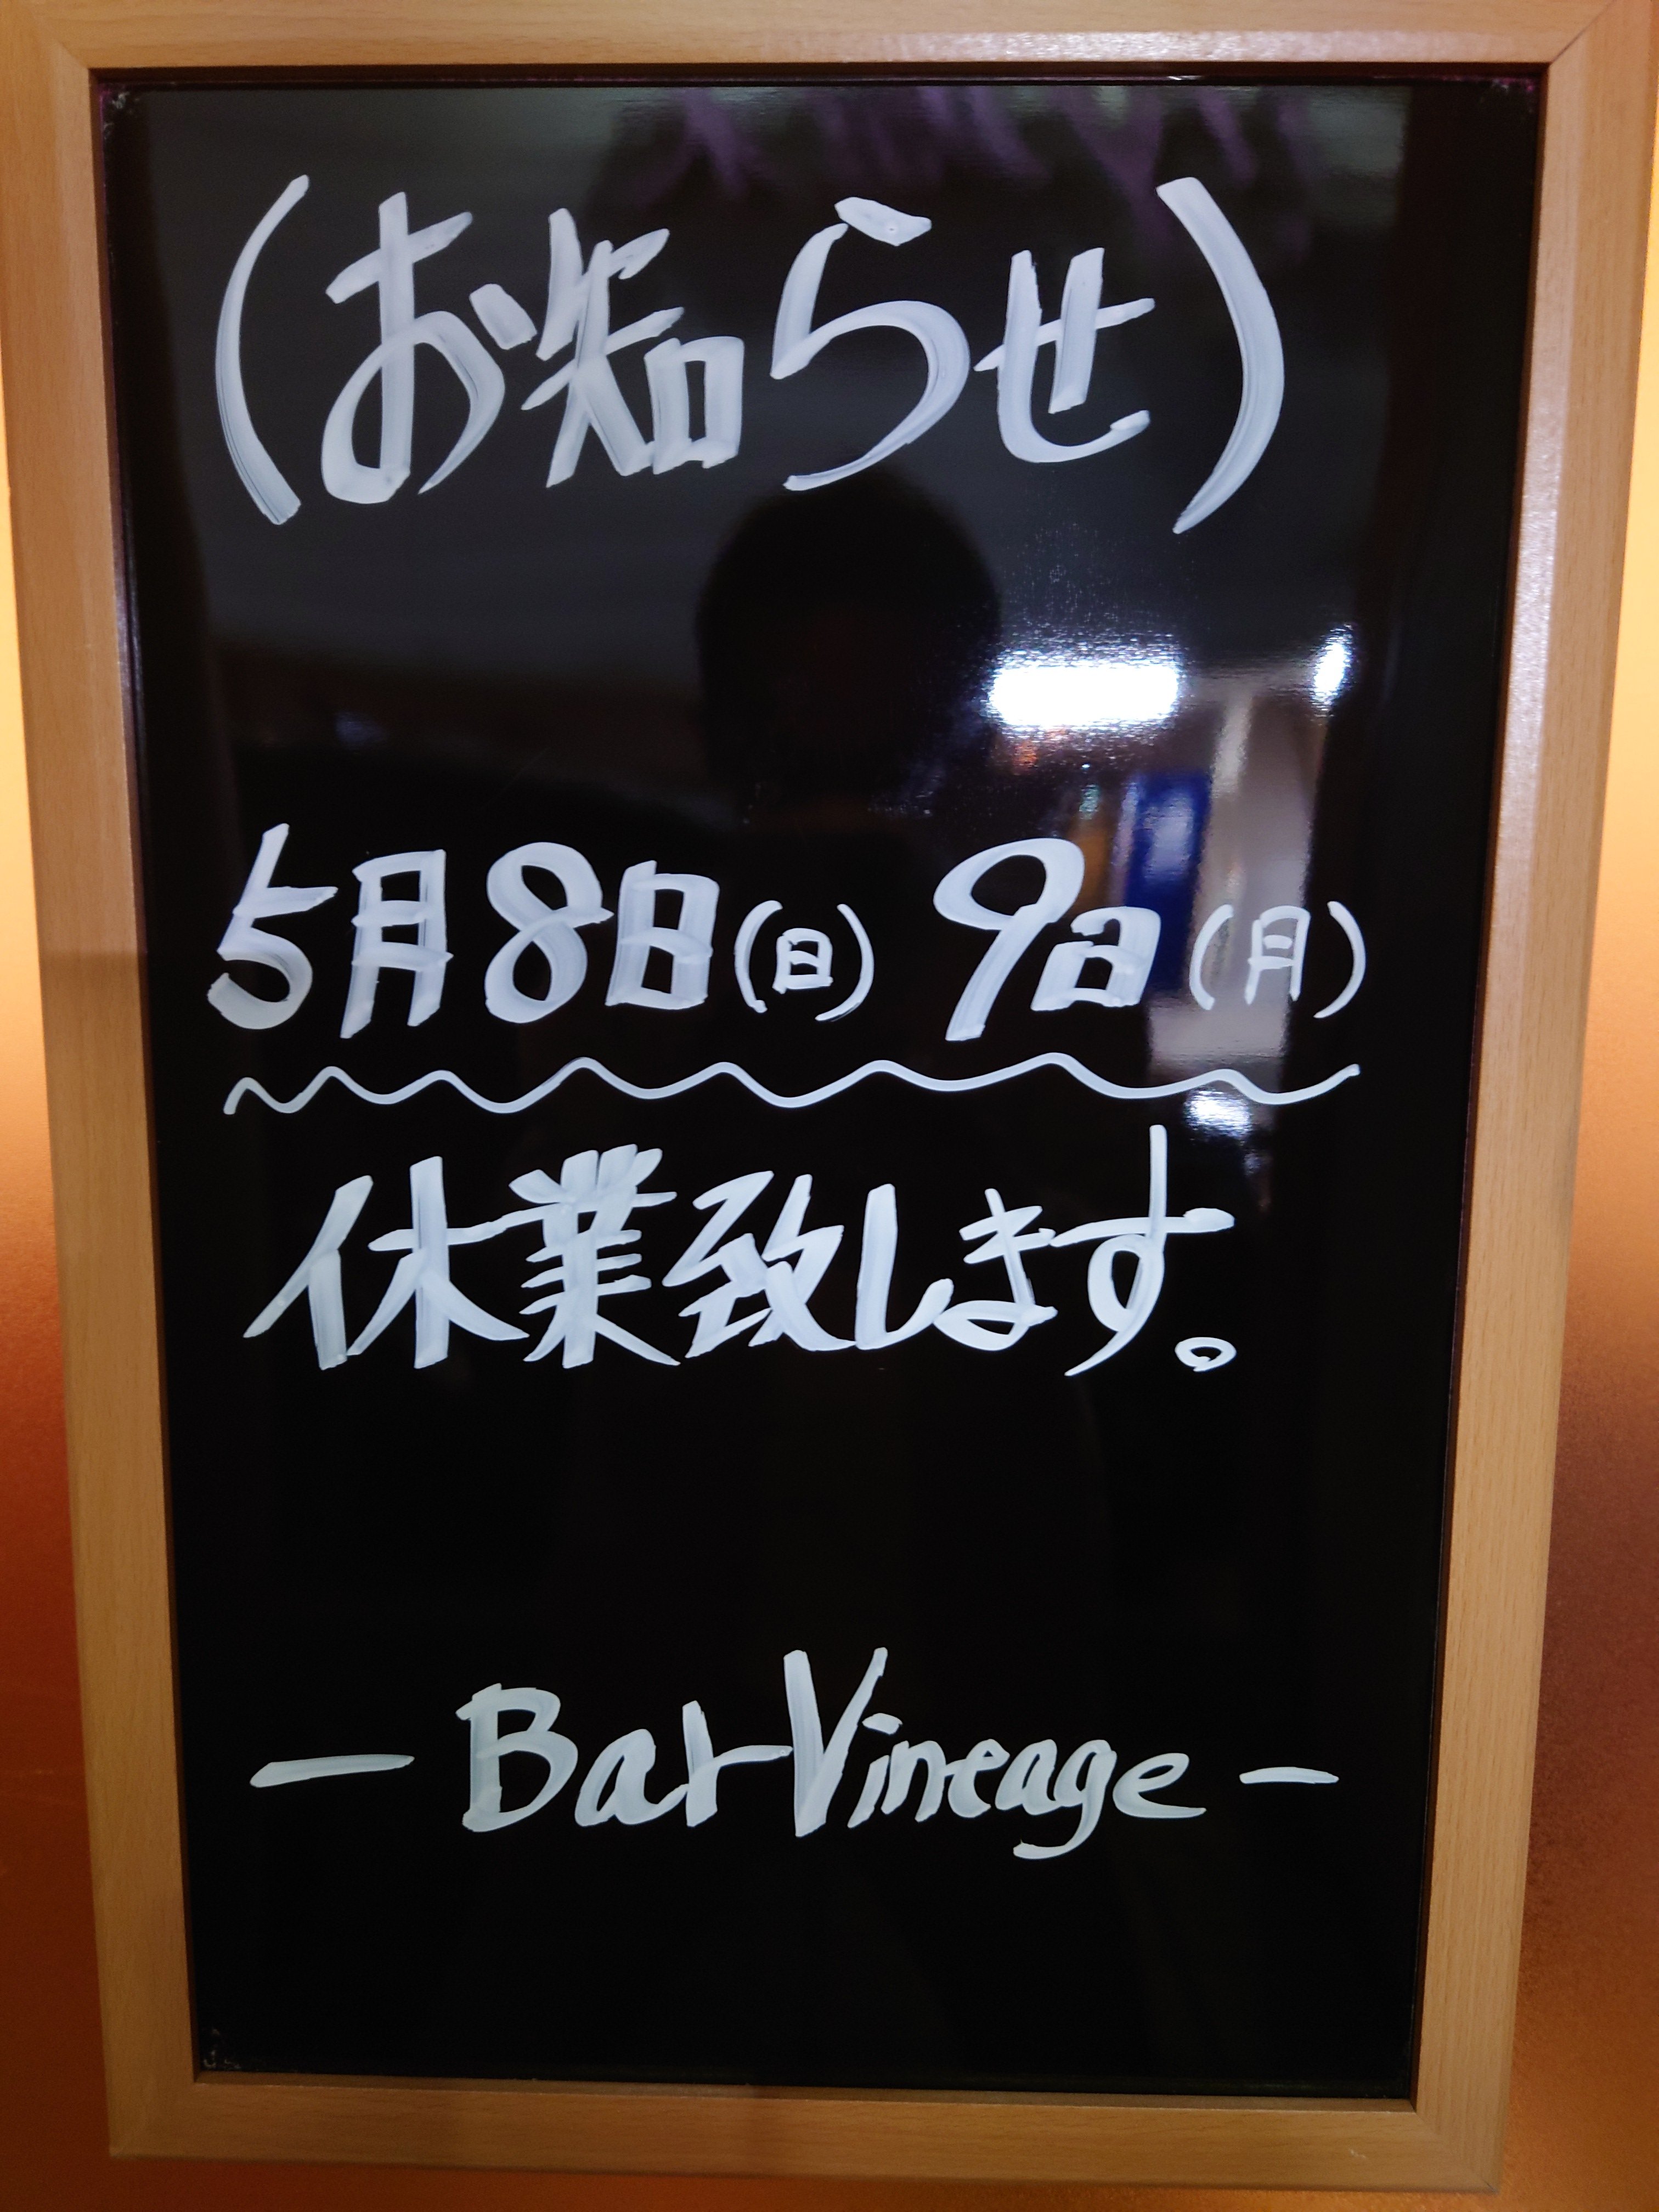 (お知らせ)
5月8日(日) 9日(月)
休業致します。
— Bar Vineage —